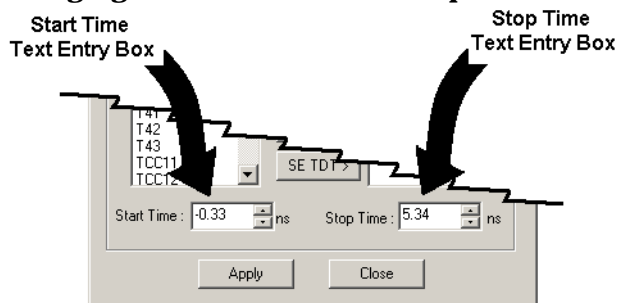 Start Time
Text Entry Box
Stop Time
Text Entry Box
T41
T42
T43
TCC11
TCC12
SE TDT >
Start Time : -0.33 ns
Stop Time : 5.34 ns
Apply
Close